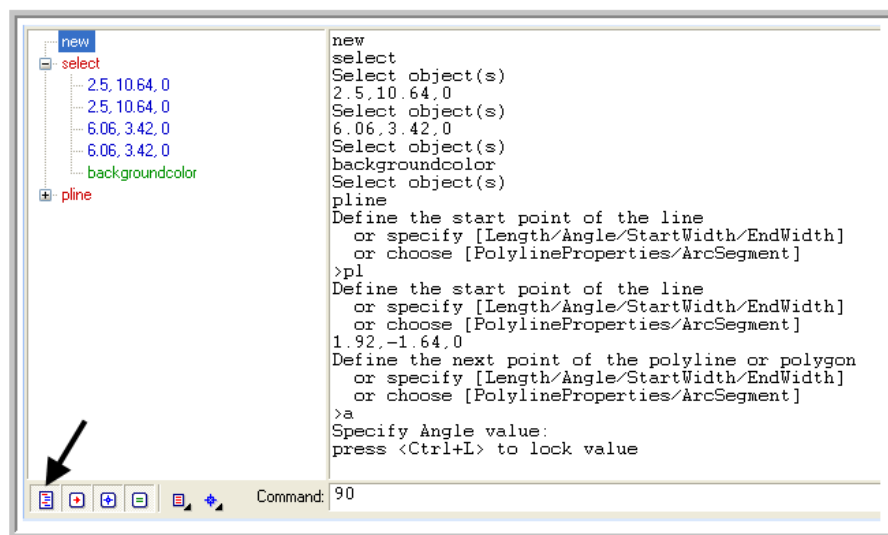 new
select
2.5, 10.64, 0
2.5, 10.64, 0
6.06, 3.42, 0
6.06, 3.42, 0
backgroundcolor
pline
new
select
Select object(s)
2.5,10.64,0
Select object(s)
6.06,3.42,0
Select object(s)
backgroundcolor
Select object(s)
pline
Define the start point of the line
or specify [Length/Angle/StartWidth/EndWidth]
or choose [PolylineProperties/ArcSegment]
>pl
Define the start point of the line
or specify [Length/Angle/StartWidth/EndWidth]
or choose [PolylineProperties/ArcSegment]
1.92,-1.64,0
Define the next point of the polyline or polygon
or specify [Length/Angle/StartWidth/EndWidth]
or choose [PolylineProperties/ArcSegment]
>a
Specify Angle value:
press <Ctrl+L> to lock value
Command: 90